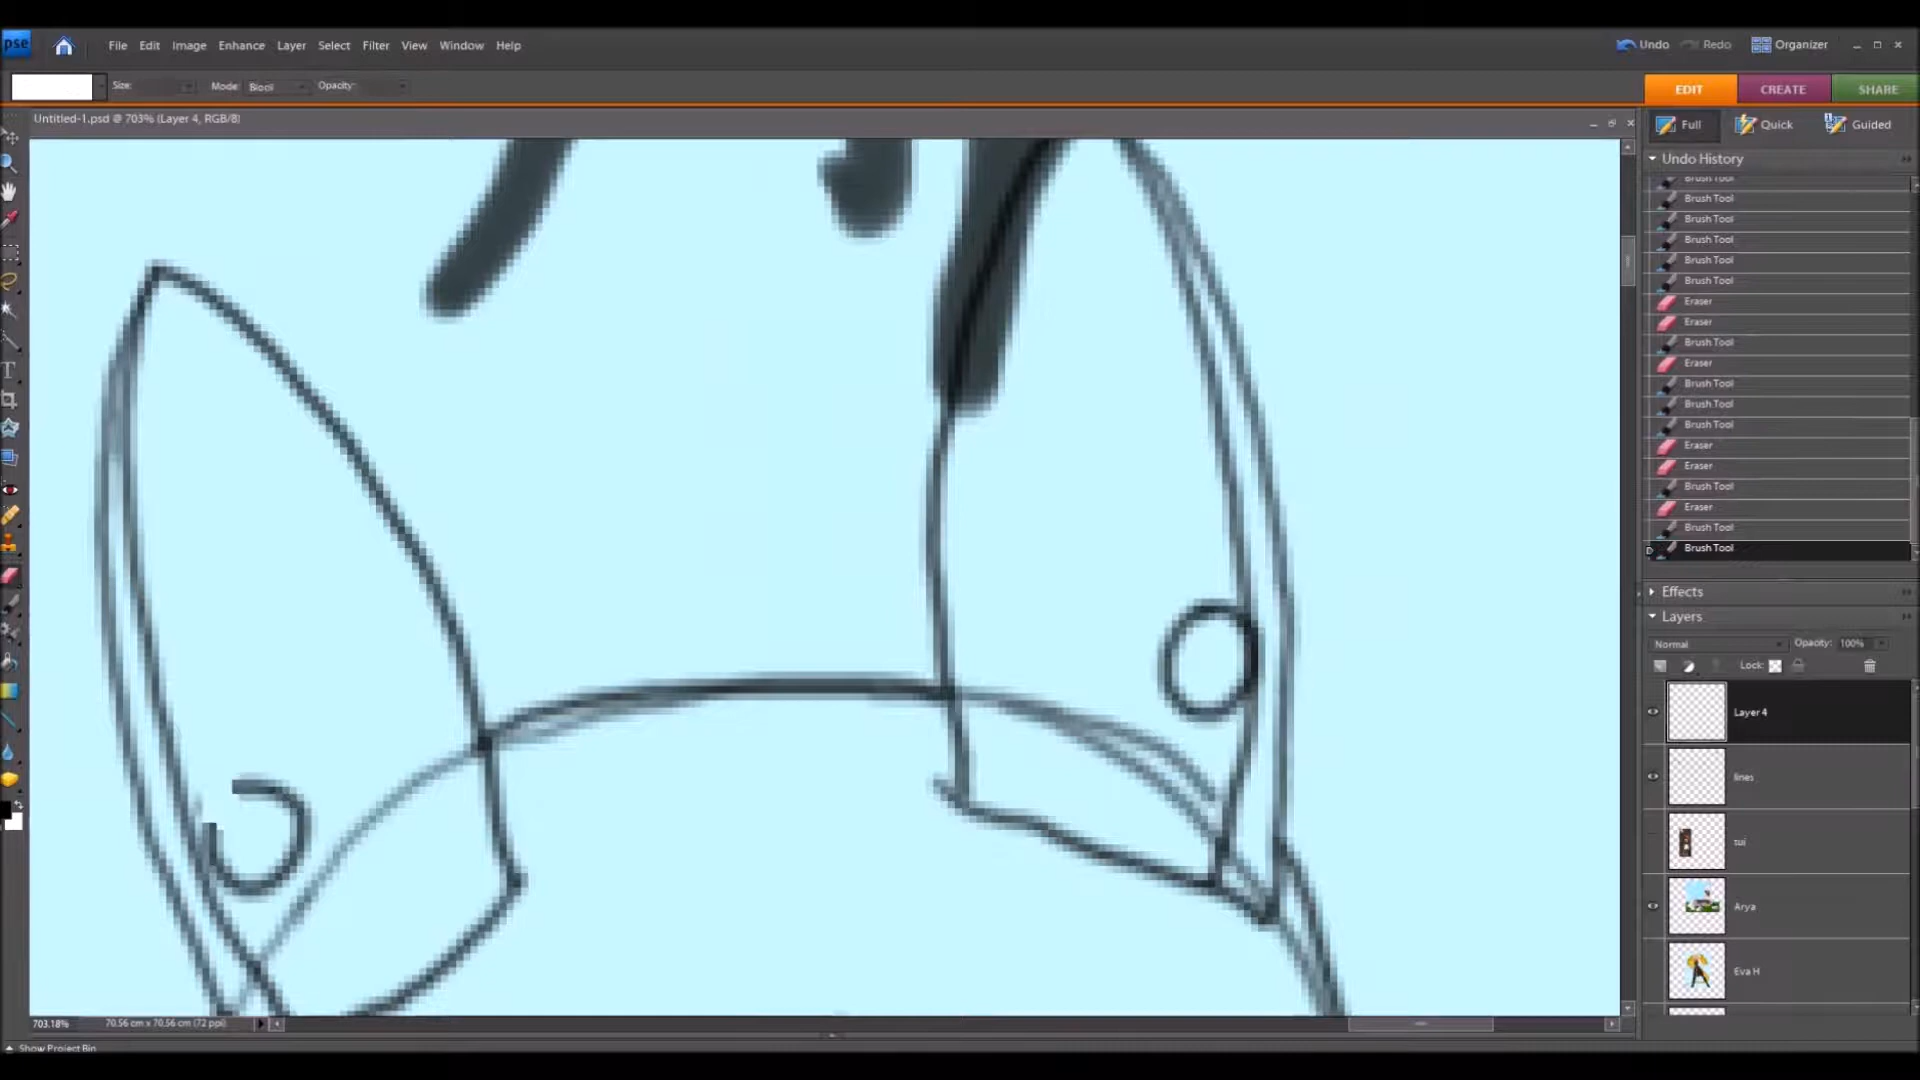 pse File Edit Image Enhance Layer Select Filter View Window Help Undo Redo Organizer
Size: Mode: Block Opacity: EDIT CREATE SHARE
Untitled-1.psd @ 703% (Layer 4, RGB/8)
Full Quick Guided
Undo History
Brush Tool
Brush Tool
Brush Tool
Brush Tool
Brush Tool
Brush Tool
Eraser
Eraser
Brush Tool
Eraser
Brush Tool
Brush Tool
Brush Tool
Eraser
Eraser
Brush Tool
Eraser
Brush Tool
Brush Tool
Effects
Layers
Normal Opacity: 100%
Lock:
Layer 4
lines
tui
Arya
Eva H
703.18% 70.56 cm x 70.56 cm (72 ppi)
Show Project Bin
T